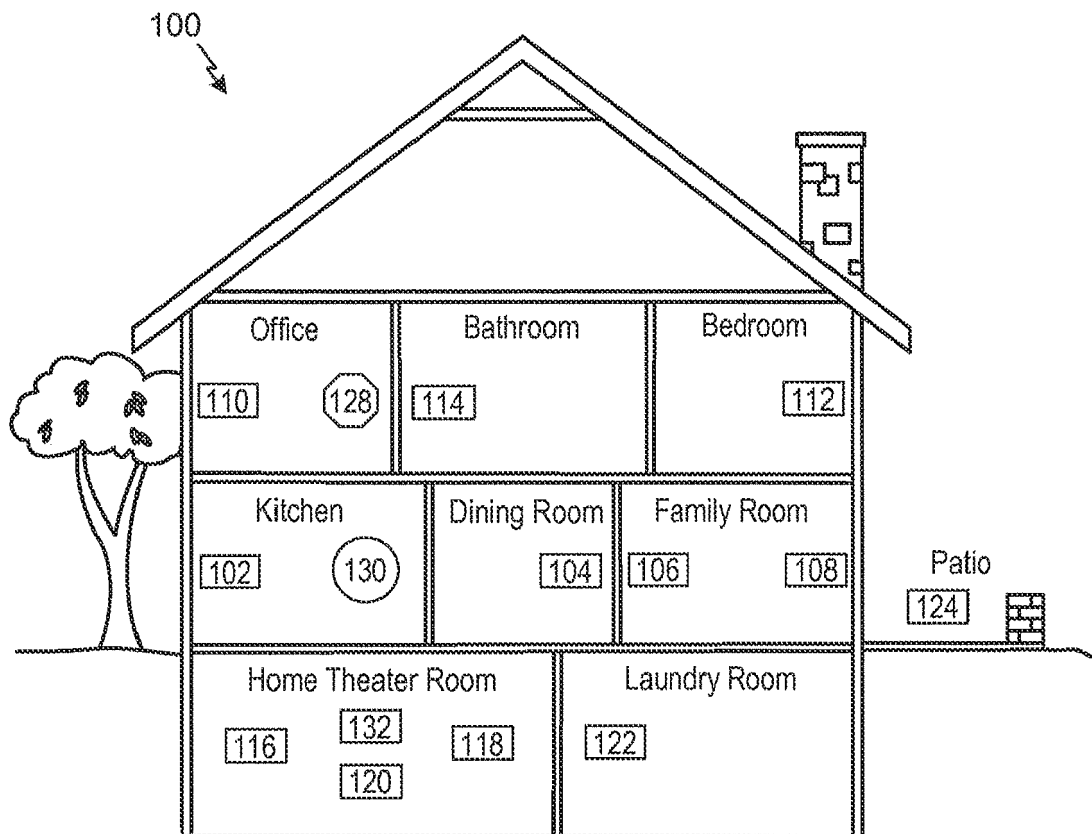 100
Office Bathroom Bedroom
110 128 114 112
Kitchen Dining Room Family Room
102 130 104 106 108
Patio
124
Home Theater Room Laundry Room
132
116 118 122
120